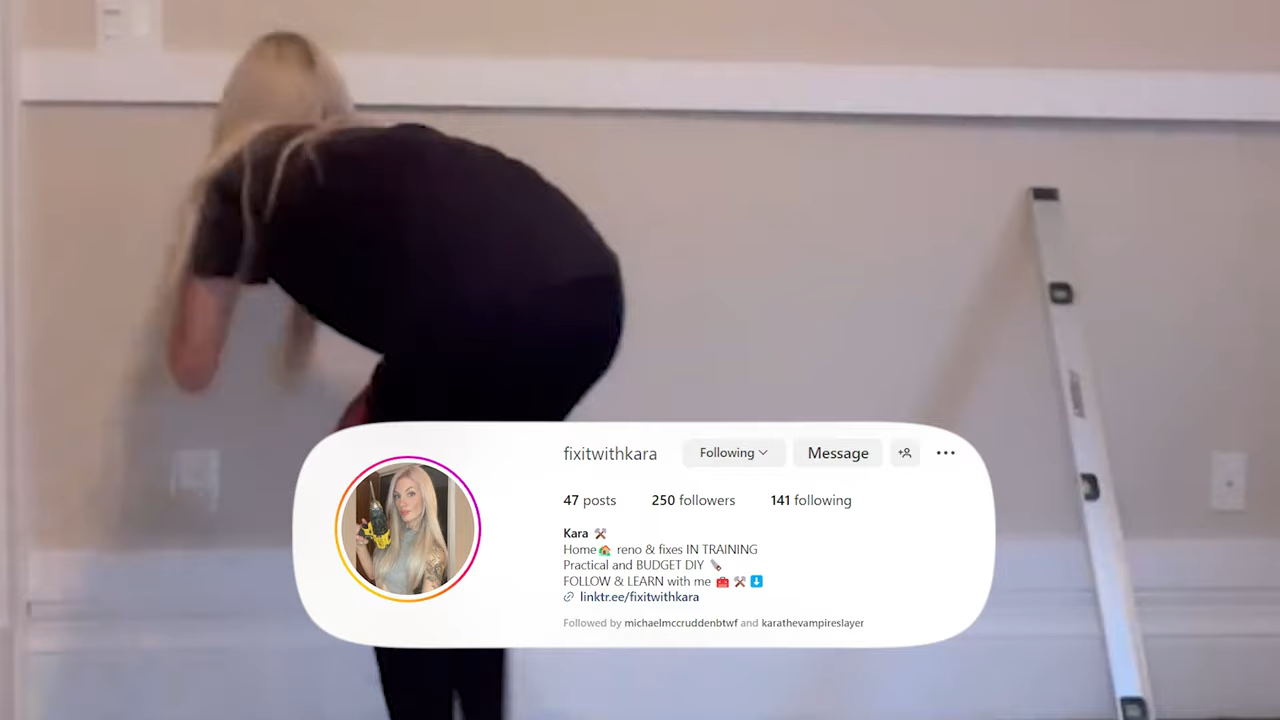 fixitwithkara Following Message
47 posts 250 followers 141 following
Kara
Home reno & fixes IN TRAINING
Practical and BUDGET DIY
FOLLOW & LEARN with me
linktr.ee/fixitwithkara
Followed by michaelmccruddenbtwf and karathevampireslayer